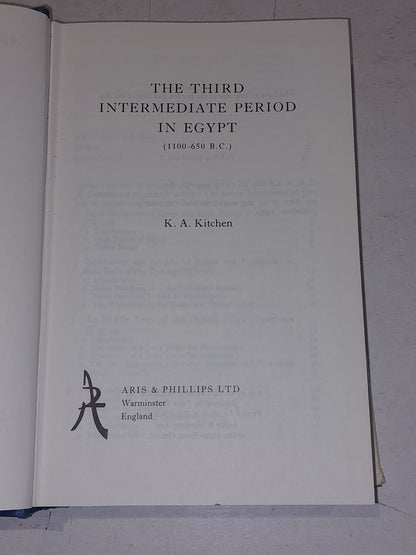 THE THIRD
INTERMEDIATE PERIOD
IN EGYPT
(1100-650 B.C.)
K. A. Kitchen
ARIS & PHILLIPS LTD
Warminster
England